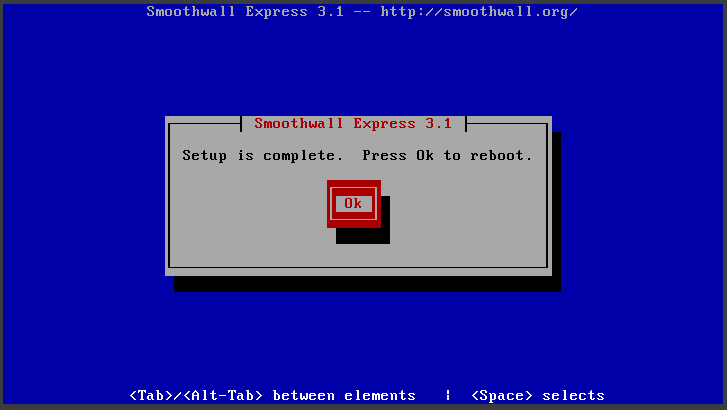 Smoothwall Express 3.1 -- http://smoothwall.org/
Smoothwall Express 3.1
Setup is complete.  Press Ok to reboot.
Ok
<Tab>/<Alt-Tab> between elements   |  <Space> selects